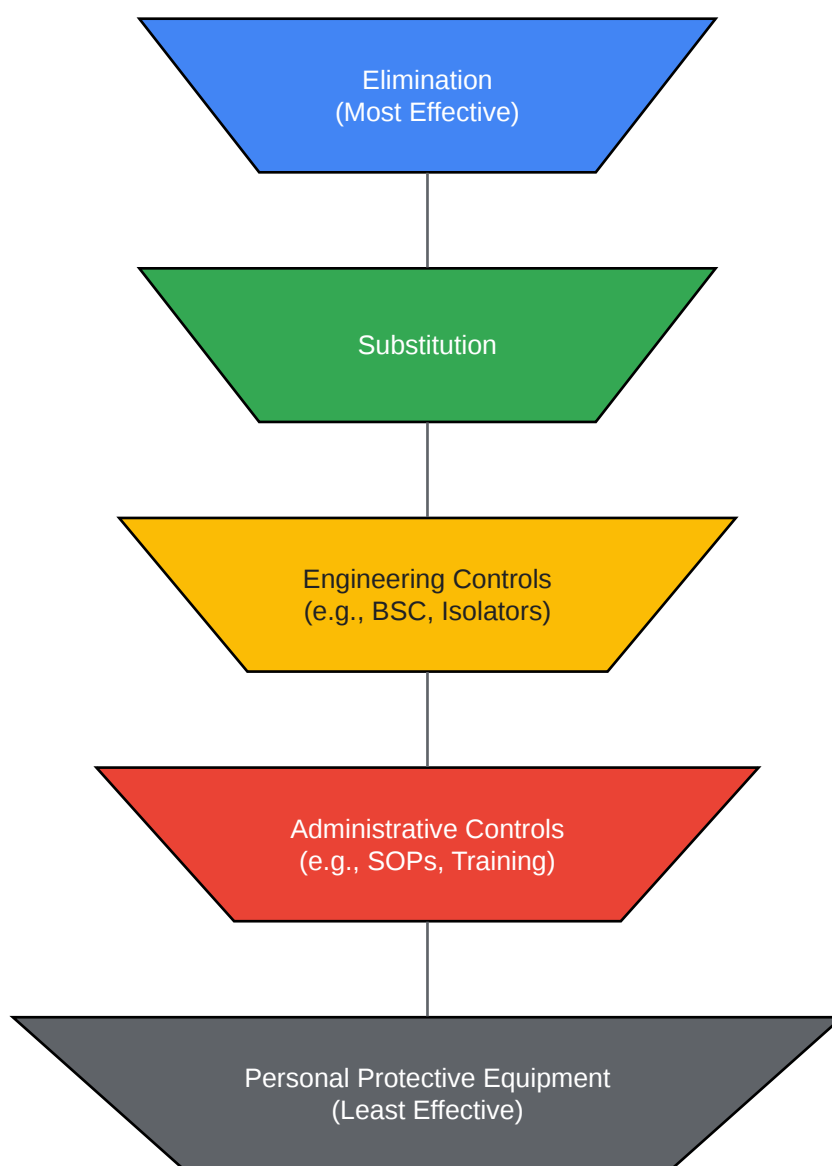 Elimination
(Most Effective)
Substitution
Engineering Controls
(e.g., BSC, Isolators)
Administrative Controls
(e.g., SOPs, Training)
Personal Protective Equipment
(Least Effective)